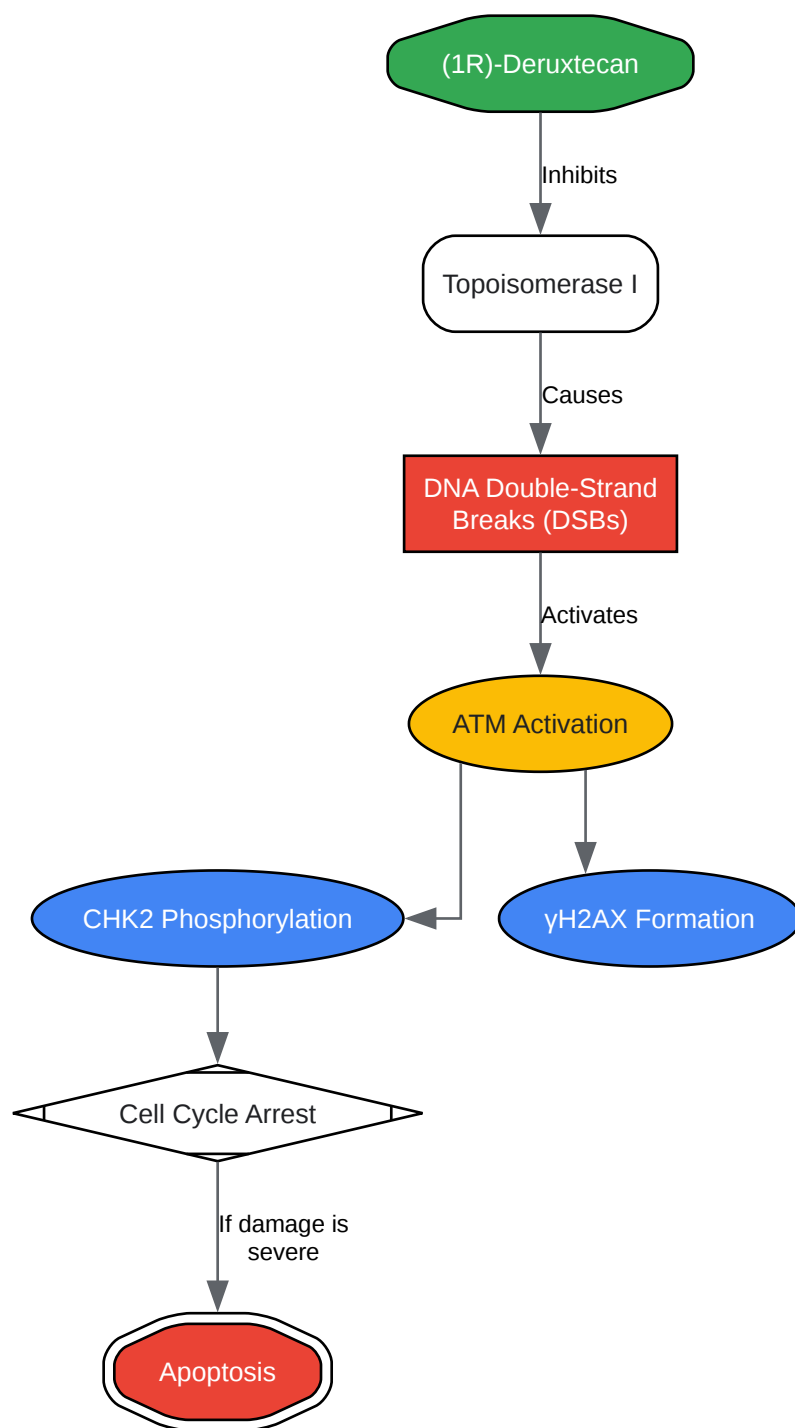 (1R)-Deruxtecan
Inhibits
Topoisomerase I
Causes
DNA Double-Strand
Breaks (DSBs)
Activates
ATM Activation
CHK2 Phosphorylation
γH2AX Formation
Cell Cycle Arrest
If damage is
severe
Apoptosis